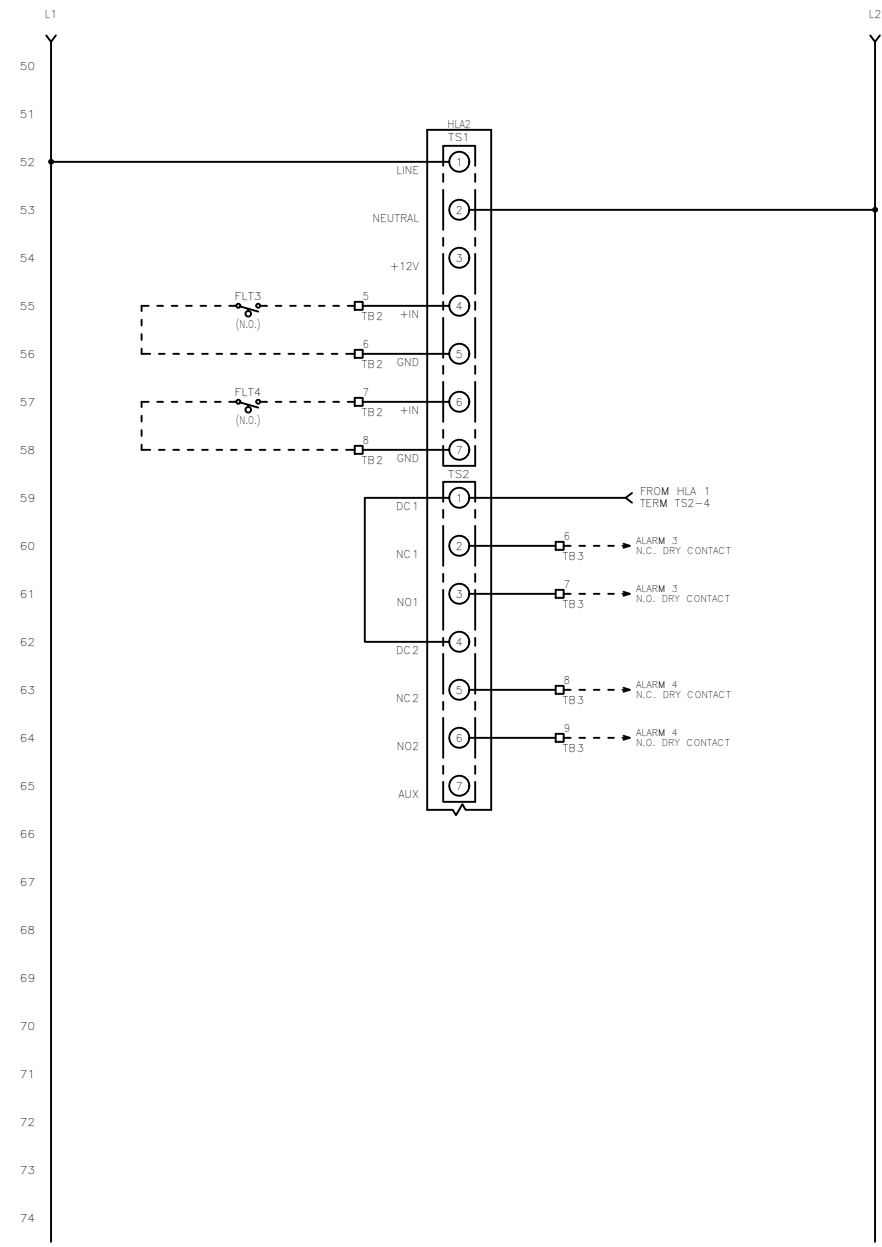 L1 L2
50
51
HLA2
TS1
52 LINE 1
53 NEUTRAL 2
54 +12V 3
55 FLT3 (N.O.) 5 TB2 +IN 4
56 6 TB2 GND 5
57 FLT4 (N.O.) 7 TB2 +IN 6
58 8 TB2 GND 7
TS2
59 DC1 1 FROM HLA 1
TERM TS2-4
60 NC1 2 6 TB3 ALARM 3
N.C. DRY CONTACT
61 NO1 3 7 TB3 ALARM 3
N.O. DRY CONTACT
62 DC2 4
63 NC2 5 8 TB3 ALARM 4
N.C. DRY CONTACT
64 NO2 6 9 TB3 ALARM 4
N.O. DRY CONTACT
65 AUX 7
66
67
68
69
70
71
72
73
74